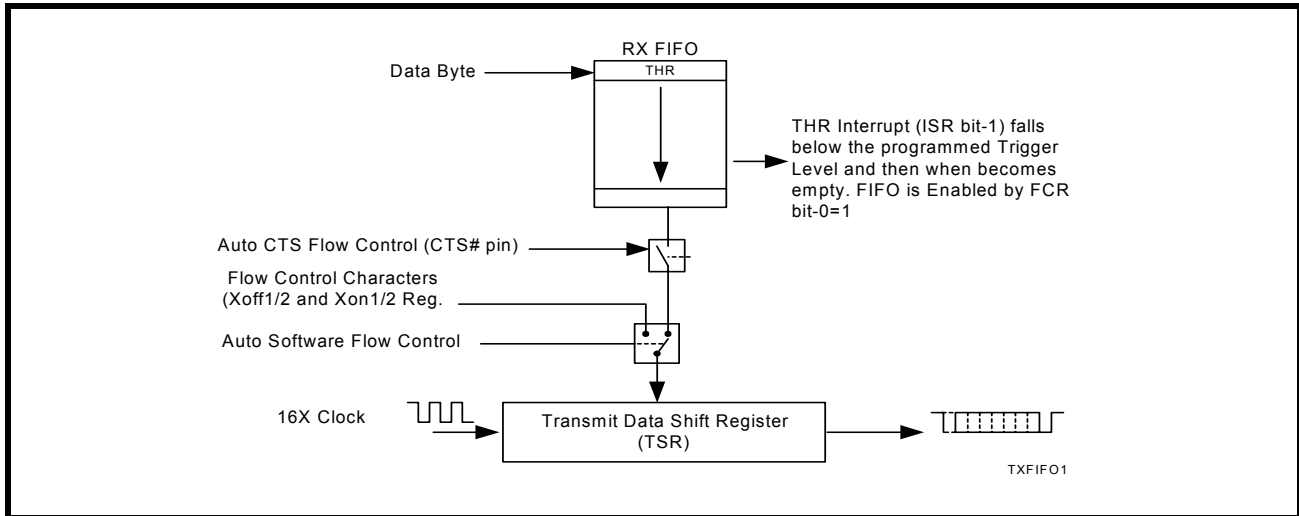 RX FIFO
Data Byte
THR
THR Interrupt (ISR bit-1) falls
below the programmed Trigger
Level and then when becomes
empty. FIFO is Enabled by FCR
bit-0=1
Auto CTS Flow Control (CTS# pin)
Flow Control Characters
(Xoff1/2 and Xon1/2 Reg.
Auto Software Flow Control
16X Clock
Transmit Data Shift Register
(TSR)
TXFIFO1